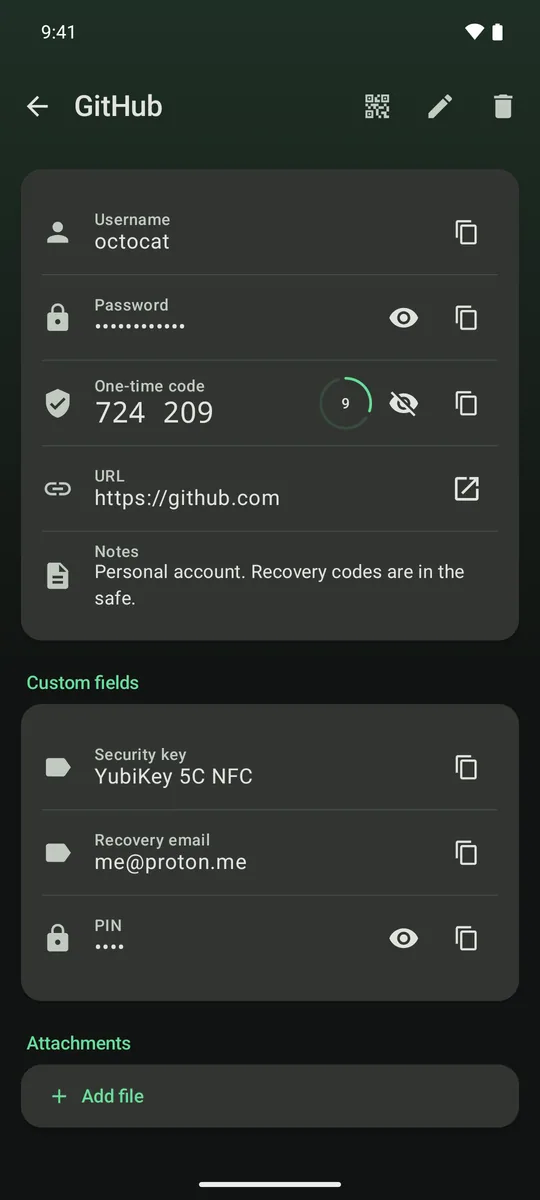 9:41
GitHub
Username
octocat
Password
••••••••••••
One-time code
724 209
9
URL
https://github.com
Notes
Personal account. Recovery codes are in the
safe.
Custom fields
Security key
YubiKey 5C NFC
Recovery email
me@proton.me
PIN
••••
Attachments
+ Add file